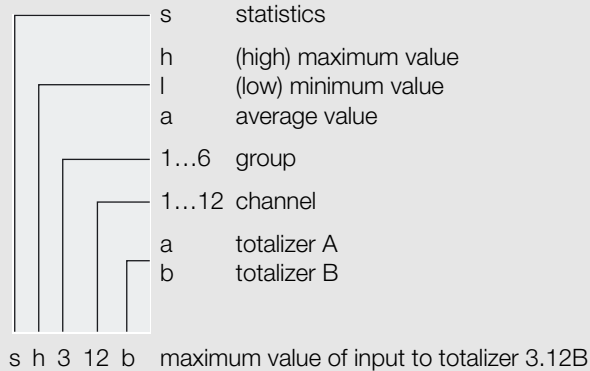 s statistics
h (high) maximum value
l (low) minimum value
a average value
1…6 group
1…12 channel
a totalizer A
b totalizer B
s h 3 12 b maximum value of input to totalizer 3.12B